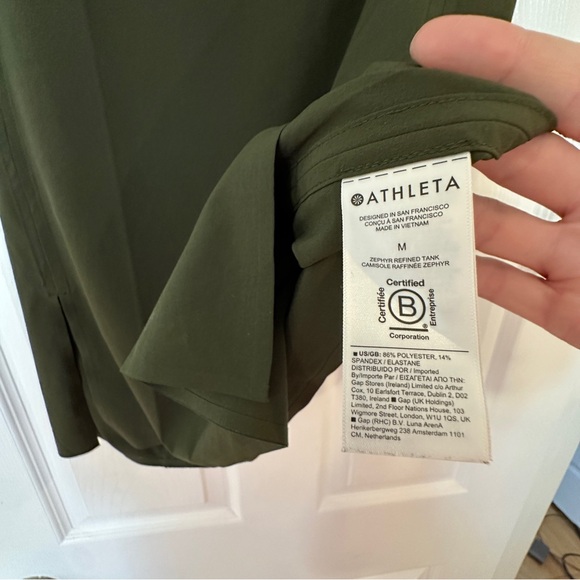 ATHLETA
DESIGNED IN SAN FRANCISCO
CONÇU À SAN FRANCISCO
MADE IN VIETNAM
M
ZEPHYR REFINED TANK
CAMISOLE RAFFINÉE ZEPHYR
Certified
Certifiée
B
Entreprise
Corporation
■ US/GB: 86% POLYESTER, 14%
SPANDEX / ELASTANE
DISTRIBUIDO POR / Imported
By/Importe Par / ΕΙΣΑΓΕΤΑΙ ΑΠΟ ΤΗΝ:
Gap Stores (Ireland) Limited c/o Arthur
Cox, 10 Earlsfort Terrace, Dublin 2, D02
T380, Ireland ■ Gap (UK Holdings)
Limited, 2nd Floor Nations House, 103
Wigmore Street, London, W1U 1QS, UK
■ Gap (RHC) B.V. Luna ArenA
Henkerbergweg 238 Amsterdam 1101
CM, Netherlands